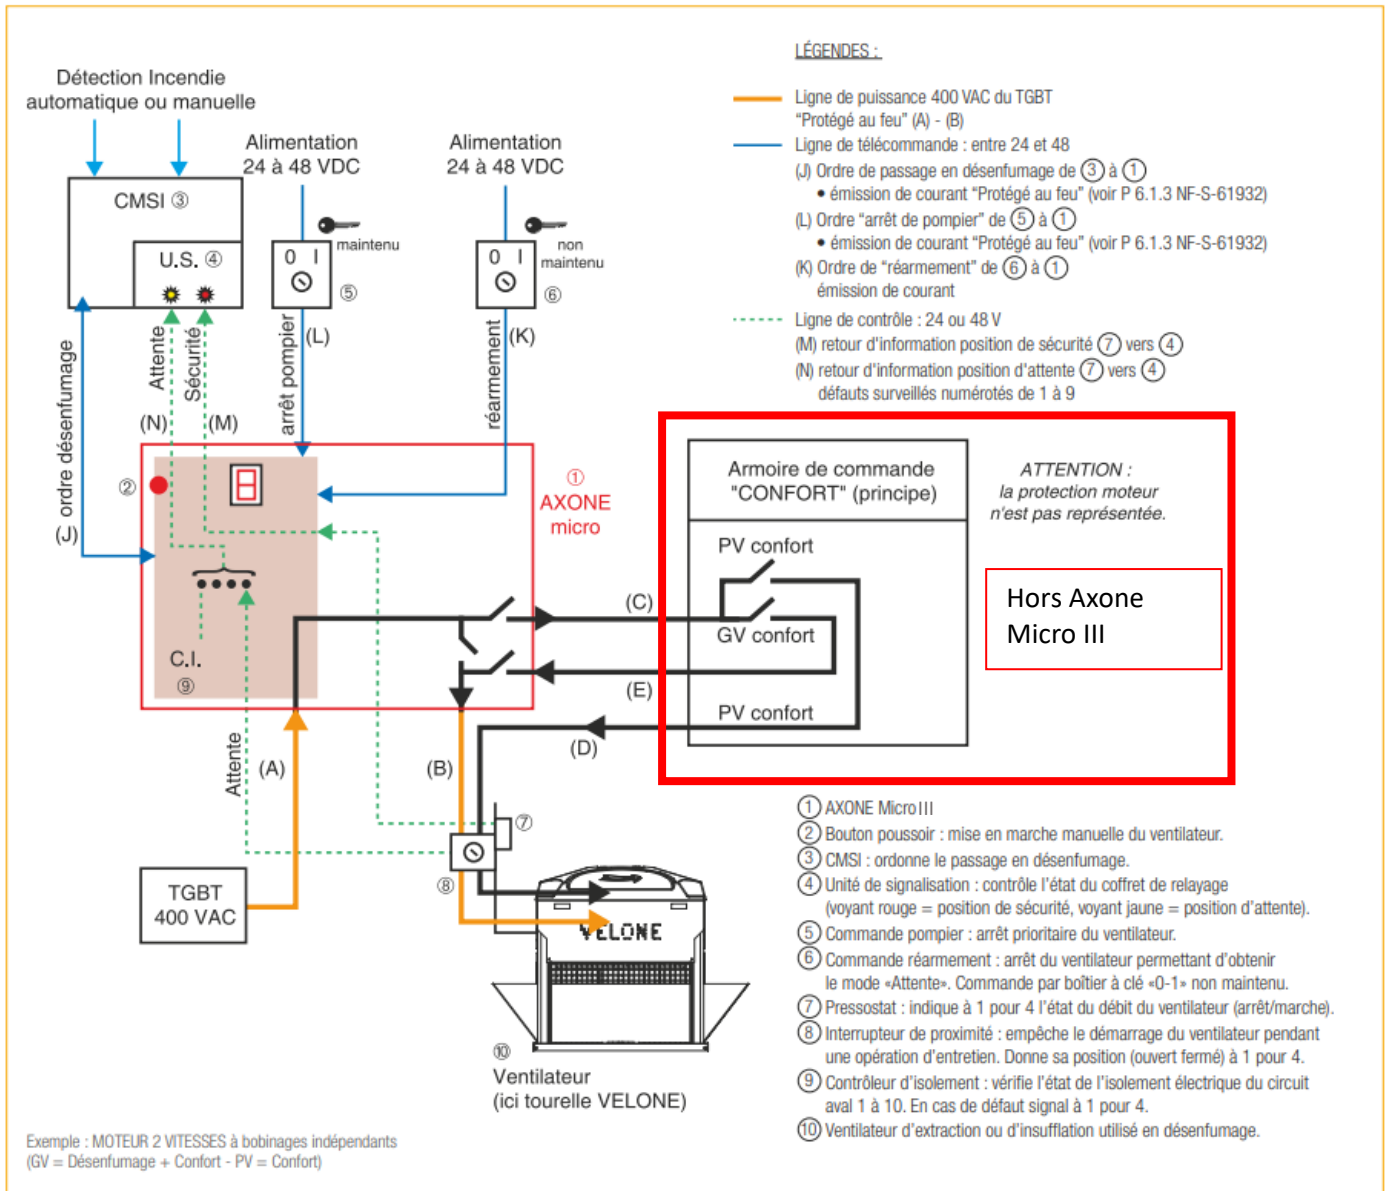 Détection Incendie
automatique ou manuelle
CMSI ③
U.S. ④
Alimentation
24 à 48 VDC
maintenu
0 I
⑤
Alimentation
24 à 48 VDC
non
maintenu
0 I
⑥
LÉGENDES :
Ligne de puissance 400 VAC du TGBT
“Protégé au feu” (A) - (B)
Ligne de télécommande : entre 24 et 48
(J) Ordre de passage en désenfumage de ③ à ①
• émission de courant “Protégé au feu” (voir P 6.1.3 NF-S-61932)
(L) Ordre “arrêt de pompier” de ⑤ à ①
• émission de courant “Protégé au feu” (voir P 6.1.3 NF-S-61932)
(K) Ordre de “réarmement” de ⑥ à ①
émission de courant
Ligne de contrôle : 24 ou 48 V
(M) retour d'information position de sécurité ⑦ vers ④
(N) retour d'information position d'attente ⑦ vers ④
défauts surveillés numérotés de 1 à 9
(J) ordre désenfumage
Attente
(N)
Sécurité
(M)
arrêt pompier
(L)
réarmement
(K)
②
8
①
AXONE
micro
C.I.
⑨
Armoire de commande
"CONFORT" (principe)
ATTENTION :
la protection moteur
n'est pas représentée.
PV confort
GV confort
PV confort
Hors Axone
Micro III
(C)
(E)
(D)
Attente
(A)
(B)
⑦
⑧
TGBT
400 VAC
VELONE
⑩
Ventilateur
(ici tourelle VELONE)
① AXONE Micro III
② Bouton poussoir : mise en marche manuelle du ventilateur.
③ CMSI : ordonne le passage en désenfumage.
④ Unité de signalisation : contrôle l'état du coffret de relayage
(voyant rouge = position de sécurité, voyant jaune = position d'attente).
⑤ Commande pompier : arrêt prioritaire du ventilateur.
⑥ Commande réarmement : arrêt du ventilateur permettant d'obtenir
le mode «Attente». Commande par boîtier à clé «0-1» non maintenu.
⑦ Pressostat : indique à 1 pour 4 l'état du débit du ventilateur (arrêt/marche).
⑧ Interrupteur de proximité : empêche le démarrage du ventilateur pendant
une opération d'entretien. Donne sa position (ouvert fermé) à 1 pour 4.
⑨ Contrôleur d'isolement : vérifie l'état de l'isolement électrique du circuit
aval 1 à 10. En cas de défaut signal à 1 pour 4.
⑩ Ventilateur d'extraction ou d'insufflation utilisé en désenfumage.
Exemple : MOTEUR 2 VITESSES à bobinages indépendants
(GV = Désenfumage + Confort - PV = Confort)